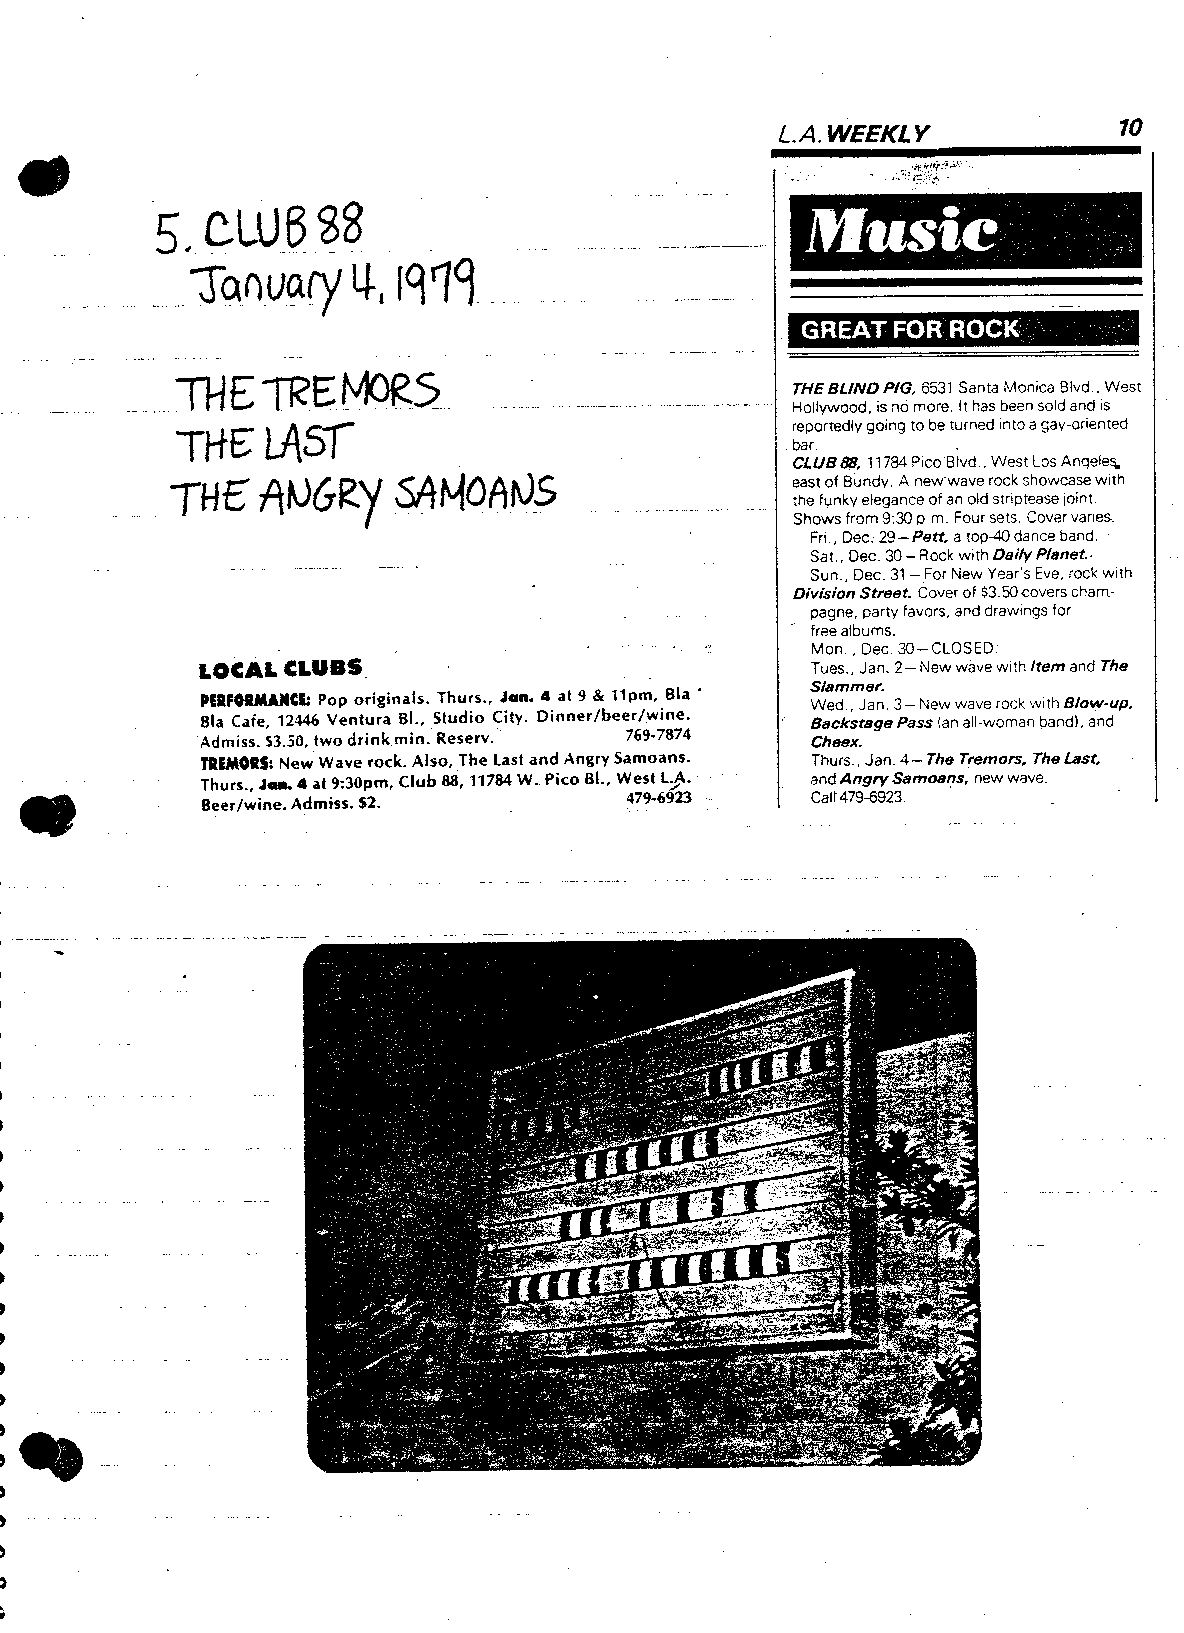 5. CLUB 88
January 4, 1979
THE TREMORS
THE LAST
THE ANGRY SAMOANS
LOCAL CLUBS
PERFORMANCE: Pop originals. Thurs., Jan. 4 at 9 & 11pm, Bla
Bla Cafe, 12446 Ventura Bl., Studio City. Dinner/beer/wine.
Admiss. $3.50, two drink min. Reserv. 769-7874
TREMORS: New Wave rock. Also, The Last and Angry Samoans.
Thurs., Jan. 4 at 9:30pm, Club 88, 11784 W. Pico Bl., West L.A.
Beer/wine. Admiss. $2. 479-6923
L.A. WEEKLY 10
Music
GREAT FOR ROCK
THE BLIND PIG, 6531 Santa Monica Blvd., West
Hollywood, is no more. It has been sold and is
reportedly going to be turned into a gay-oriented
bar.
CLUB 88, 11784 Pico Blvd., West Los Angeles,
east of Bundy. A new wave rock showcase with
the funky elegance of an old striptease joint.
Shows from 9:30 p.m. Four sets. Cover varies.
Fri., Dec. 29—Pett, a top-40 dance band.
Sat., Dec. 30—Rock with Daily Planet.
Sun., Dec. 31—For New Year's Eve, rock with
Division Street. Cover of $3.50 covers cham-
pagne, party favors, and drawings for
free albums.
Mon., Dec. 30—CLOSED.
Tues., Jan. 2—New wave with Item and The
Slammer.
Wed., Jan. 3—New wave rock with Blow-up,
Backstage Pass (an all-woman band), and
Cheex.
Thurs., Jan. 4—The Tremors, The Last,
and Angry Samoans, new wave.
Call 479-6923.